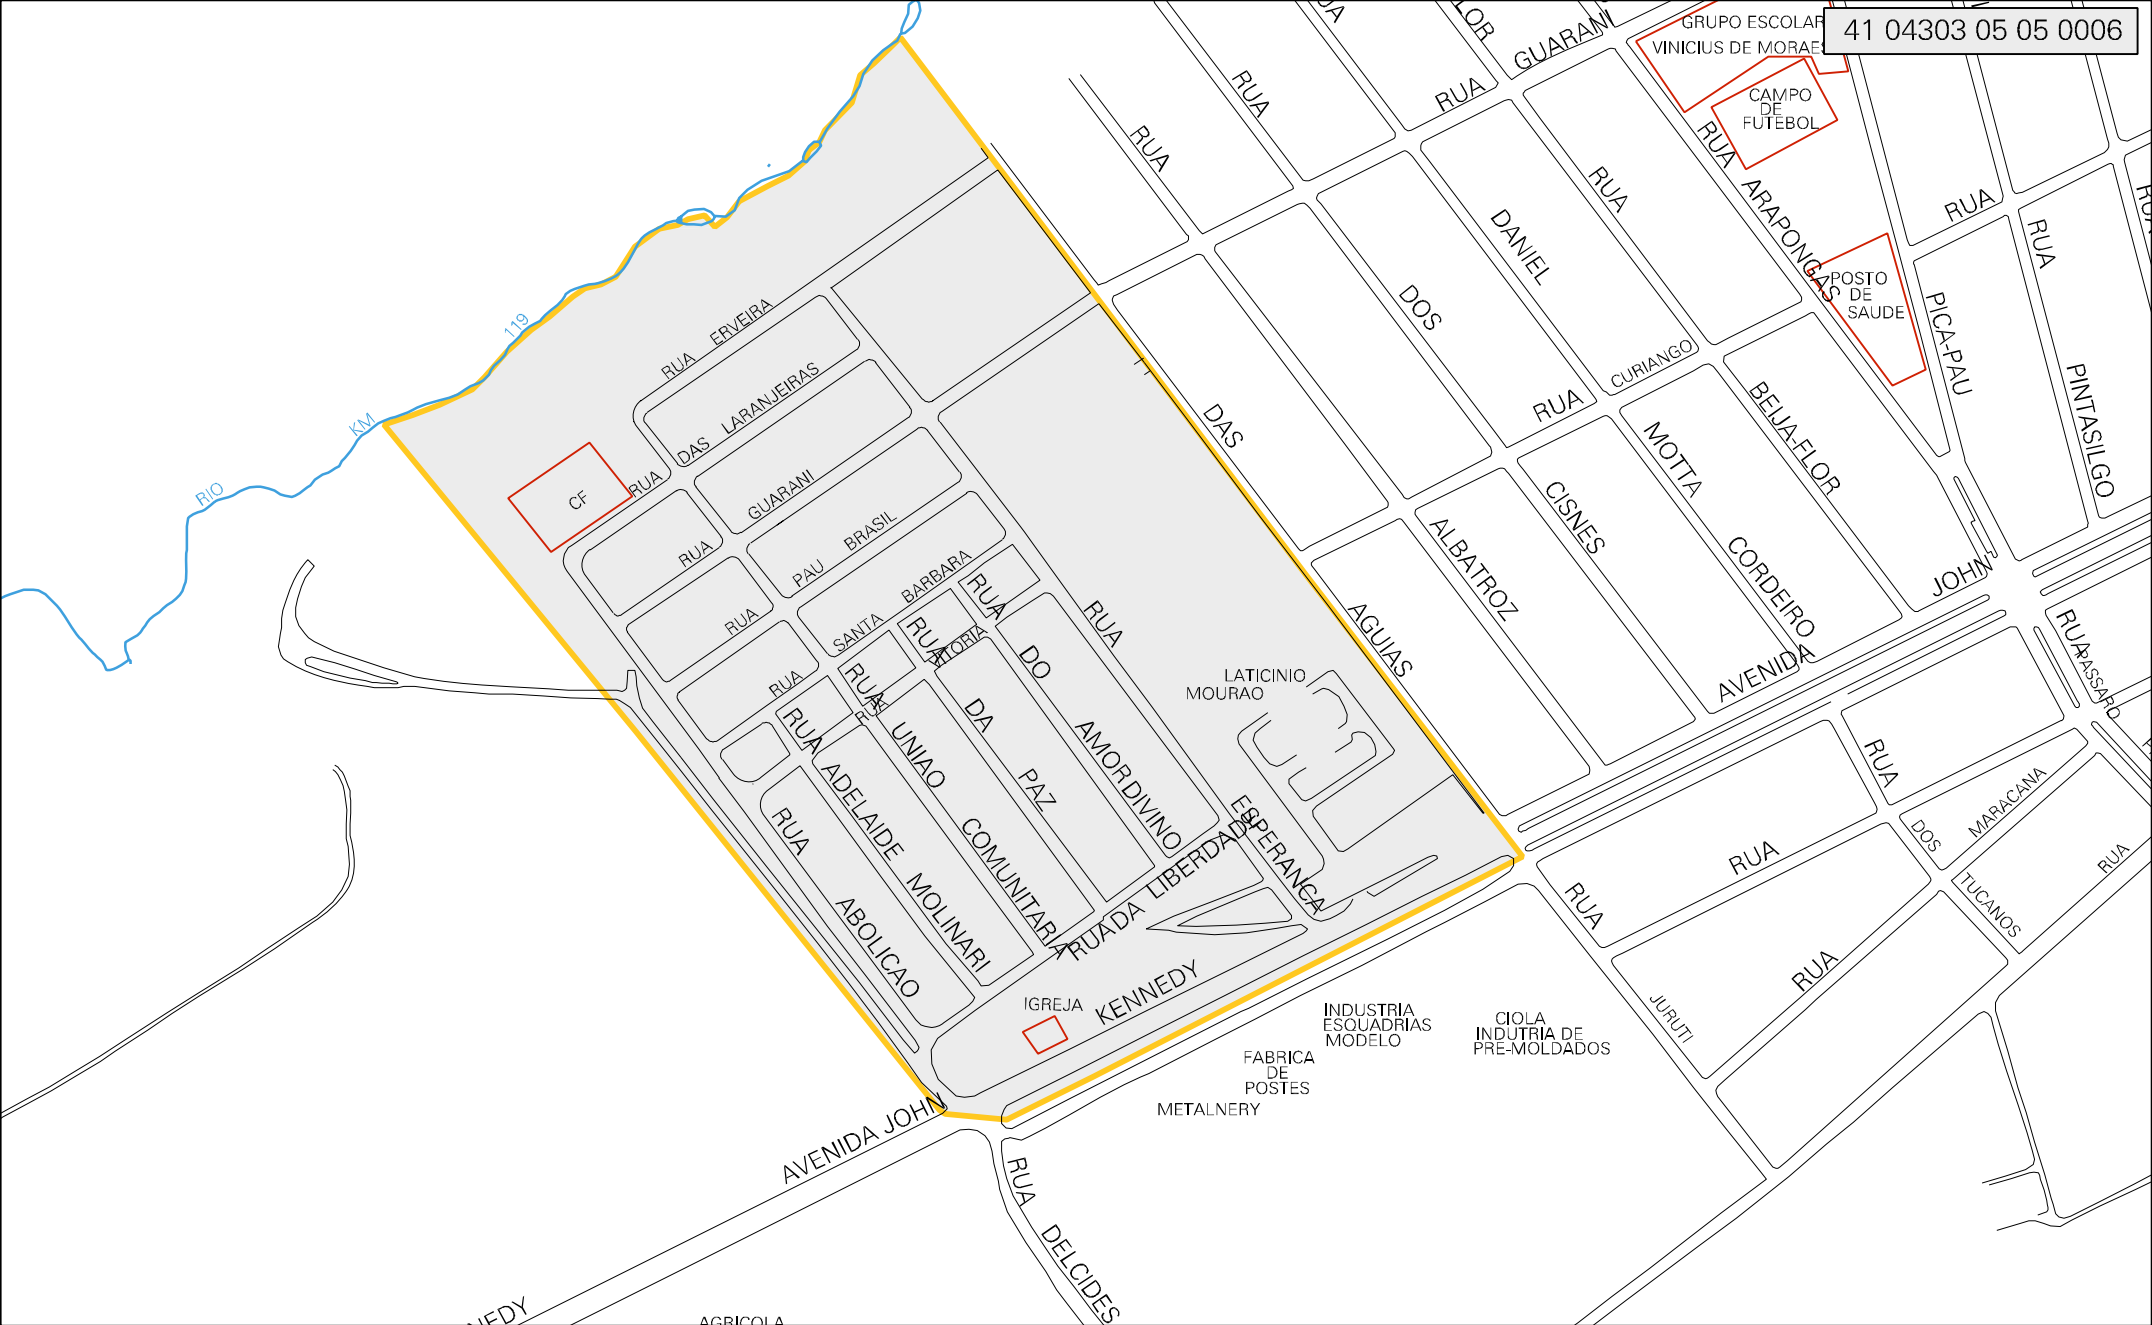 41 04303 05 05 0006
GRUPO ESCOLAR
VINICIUS DE MORAES
CAMPO
DE
FUTEBOL
POSTO
DE
SAUDE
RUA GUARANI
RUA
RUA
RUA
RUA ARAPONGAS
RUA
RUA
PICA-PAU
PINTASILGO
DANIEL
DOS
DAS
RUA CURIANGO
MOTTA
CORDEIRO
BEIJA-FLOR
CISNES
ALBATROZ
AGUIAS
AVENIDA JOHN
RUA PASSARO
RIO KM 119
RUA ERVEIRA
RUA DAS LARANJEIRAS
CF
RUA GUARANI
RUA PAU BRASIL
RUA SANTA BARBARA
RUA
RUA DO AMOR DIVINO
RUA DA PAZ
RUA UNIAO COMUNITARIA
RUA ADELAIDE MOLINARI
RUA ABOLICAO
RUA ESPERANCA
RUA DA LIBERDADE
LATICINIO
MOURAO
IGREJA
KENNEDY
INDUSTRIA
ESQUADRIAS
MODELO
CIOLA
INDUTRIA DE
PRE-MOLDADOS
FABRICA
DE
POSTES
METALNERY
AVENIDA JOHN
RUA DELCIDES
RUA JURUTI
RUA
RUA
RUA DOS TUCANOS
MARACANA
RUA
AGRICOLA